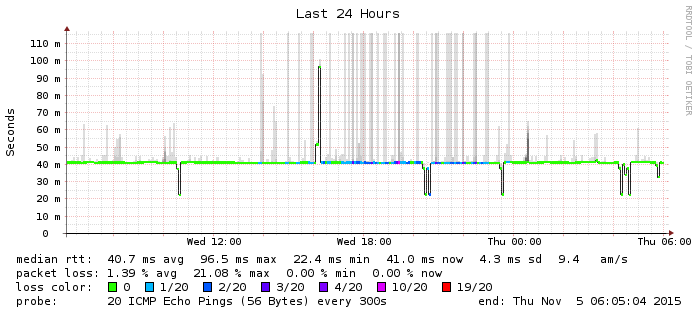 Last 24 Hours
RRDTOOL / TOBI OETIKER
Seconds
110 m
100 m
90 m
80 m
70 m
60 m
50 m
40 m
30 m
20 m
10 m
0
Wed 12:00 Wed 18:00 Thu 00:00 Thu 06:00
median rtt: 40.7 ms avg 96.5 ms max 22.4 ms min 41.0 ms now 4.3 ms sd 9.4 am/s
packet loss: 1.39 % avg 21.08 % max 0.00 % min 0.00 % now
loss color: 0 1/20 2/20 3/20 4/20 10/20 19/20
probe: 20 ICMP Echo Pings (56 Bytes) every 300s end: Thu Nov 5 06:05:04 2015